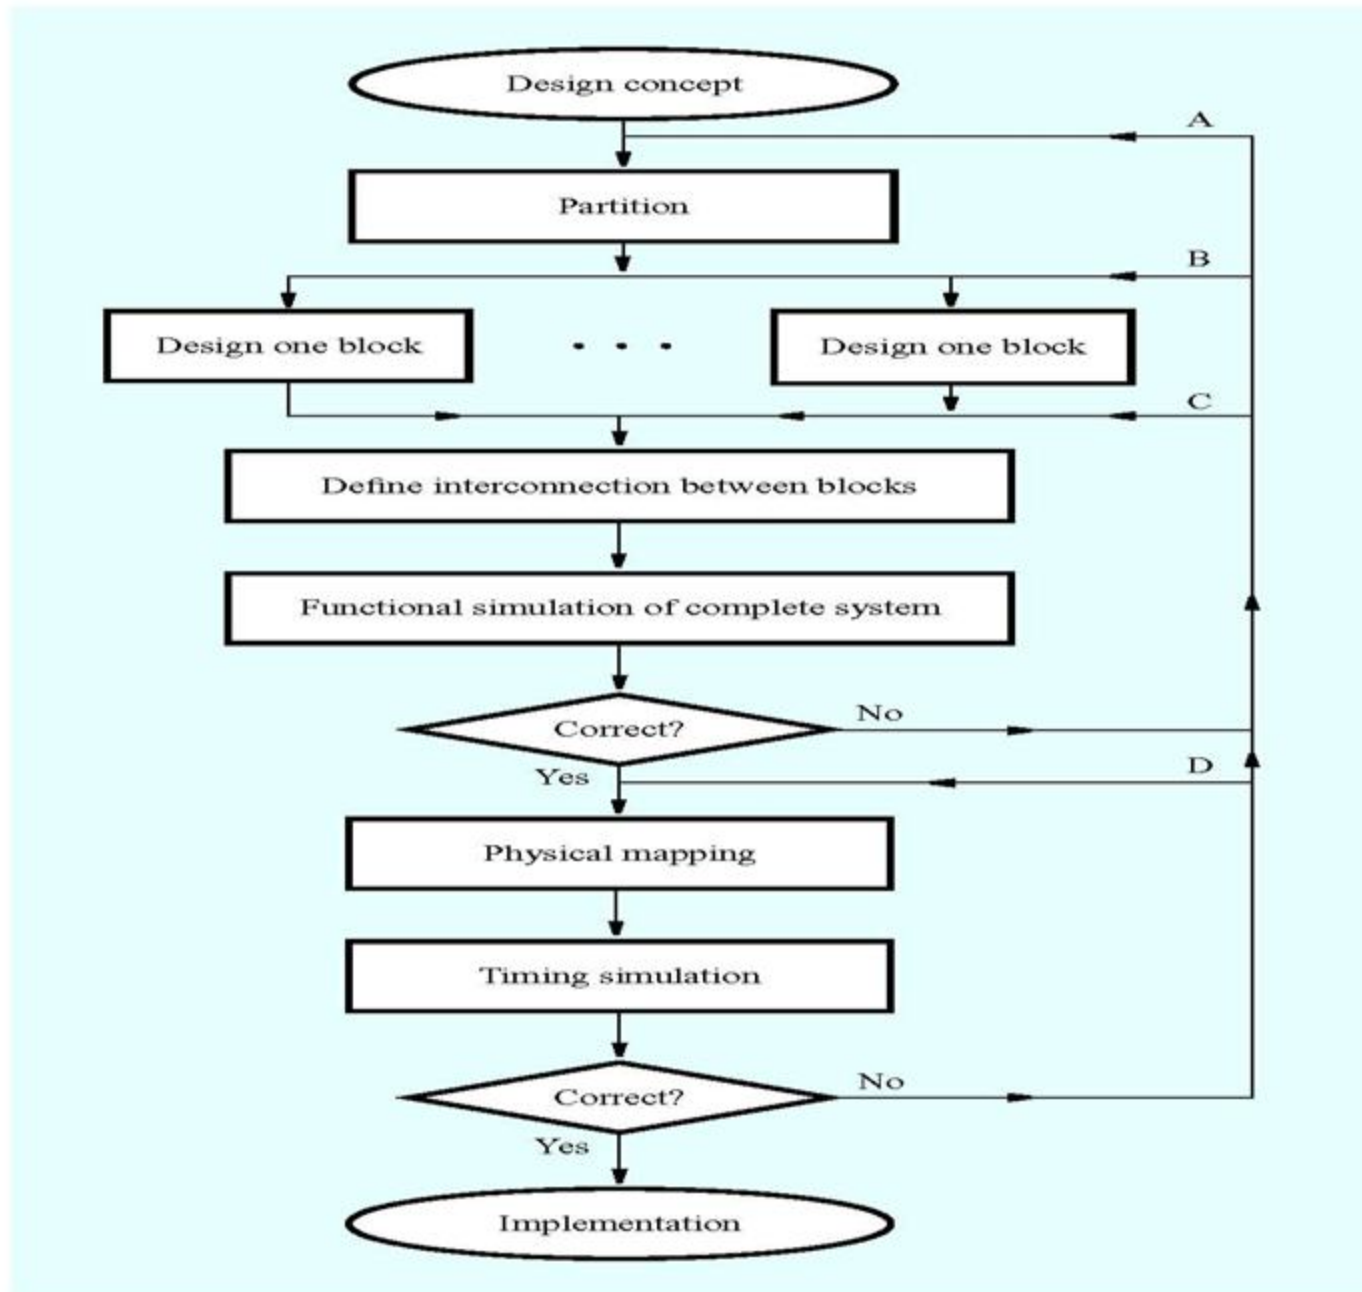 Design concept
A
Partition
B
Design one block
. . .
Design one block
C
Define interconnection between blocks
Functional simulation of complete system
Correct?
No
Yes
D
Physical mapping
Timing simulation
Correct?
No
Yes
Implementation